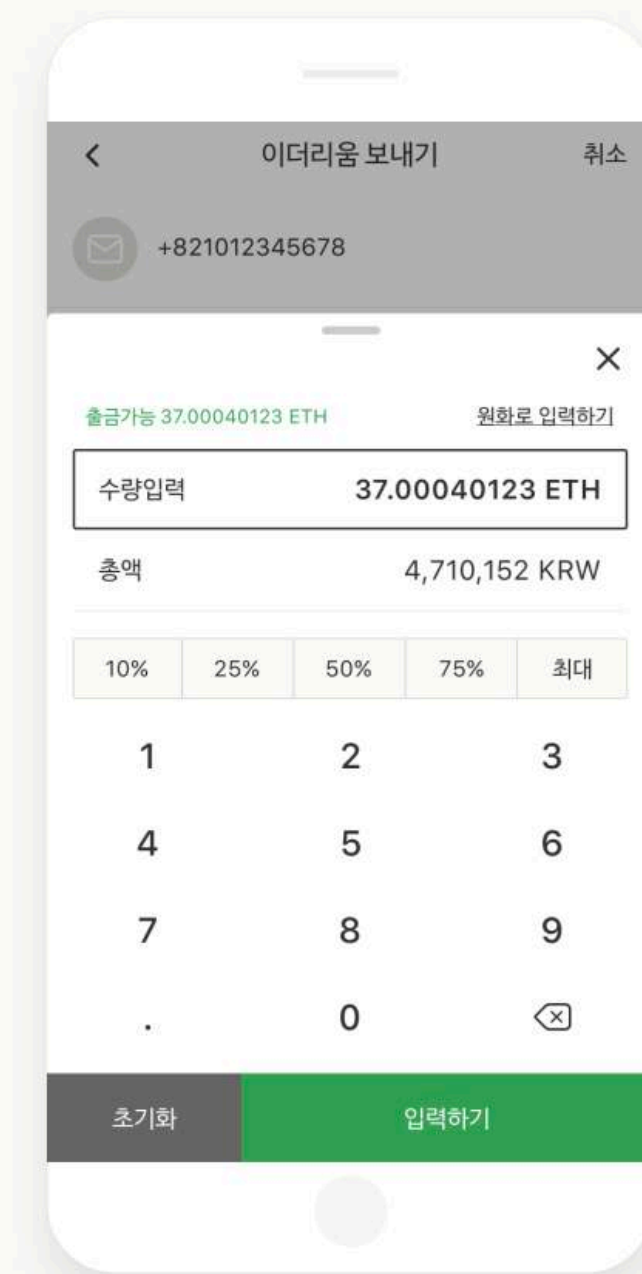 이더리움 보내기 취소
+821012345678
출금가능 37.00040123 ETH 원화로 입력하기
수량입력 37.00040123 ETH
총액 4,710,152 KRW
10% 25% 50% 75% 최대
1 2 3
4 5 6
7 8 9
. 0
초기화 입력하기